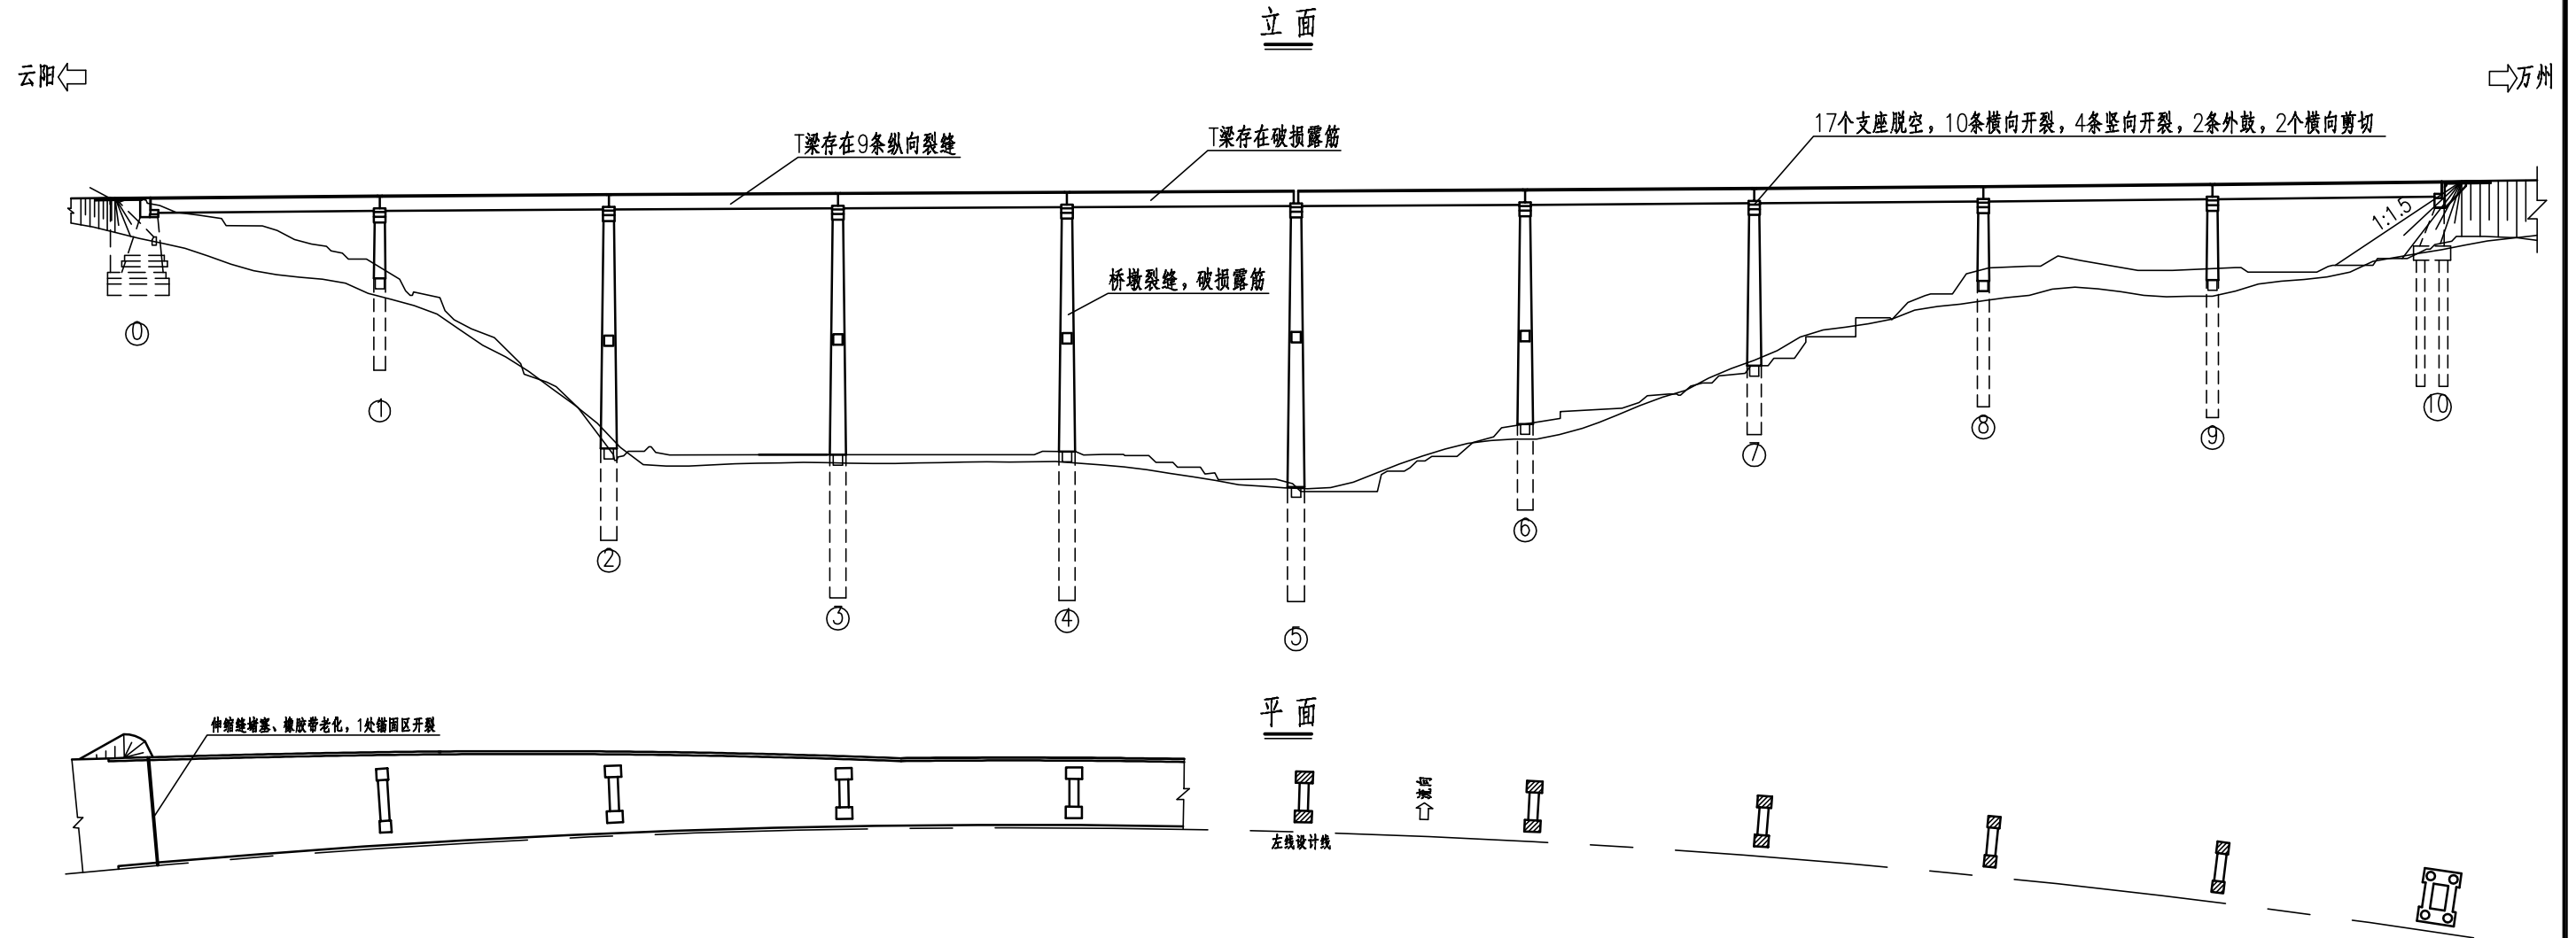 立面
云阳
万州
T梁存在9条纵向裂缝
T梁存在破损露筋
17个支座脱空，10条横向开裂，4条竖向开裂，2条外鼓，2个横向剪切
1:1.5
桥墩裂缝，破损露筋
0
1
2
3
4
5
6
7
8
9
10
平面
伸缩缝堵塞、橡胶带老化，1处锚固区开裂
流向
左线设计线